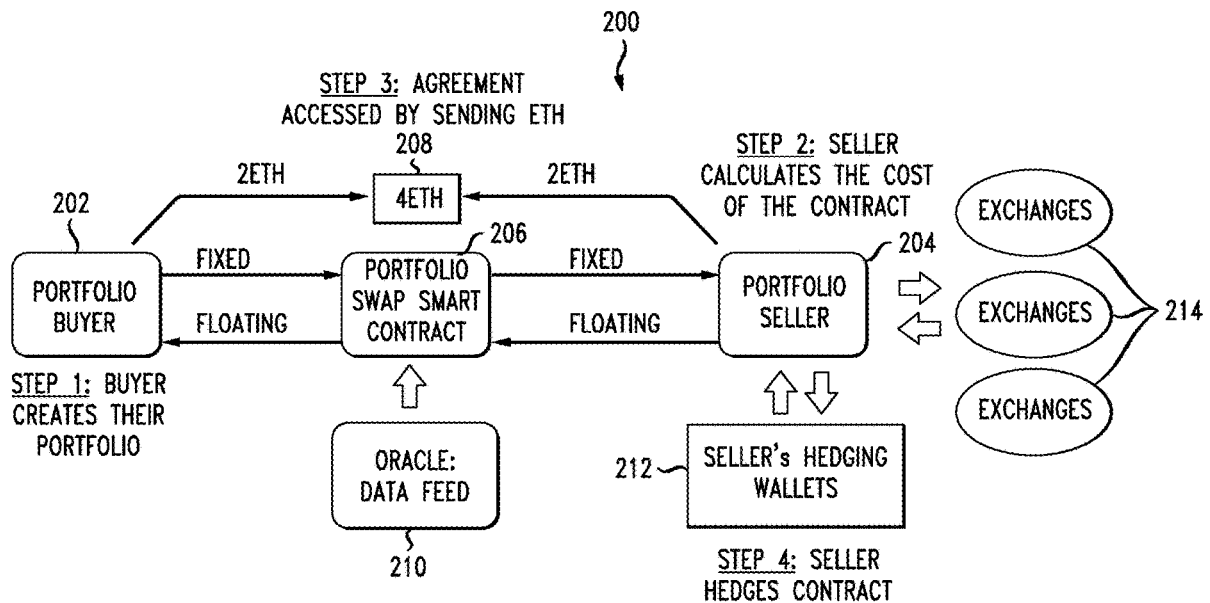 200
STEP 3: AGREEMENT
ACCESSED BY SENDING ETH
208
2ETH
4ETH
2ETH
STEP 2: SELLER
CALCULATES THE COST
OF THE CONTRACT
202
PORTFOLIO
BUYER
FIXED
FLOATING
206
PORTFOLIO
SWAP SMART
CONTRACT
FIXED
FLOATING
204
PORTFOLIO
SELLER
EXCHANGES
EXCHANGES
EXCHANGES
214
STEP 1: BUYER
CREATES THEIR
PORTFOLIO
ORACLE:
DATA FEED
210
212
SELLER's HEDGING
WALLETS
STEP 4: SELLER
HEDGES CONTRACT